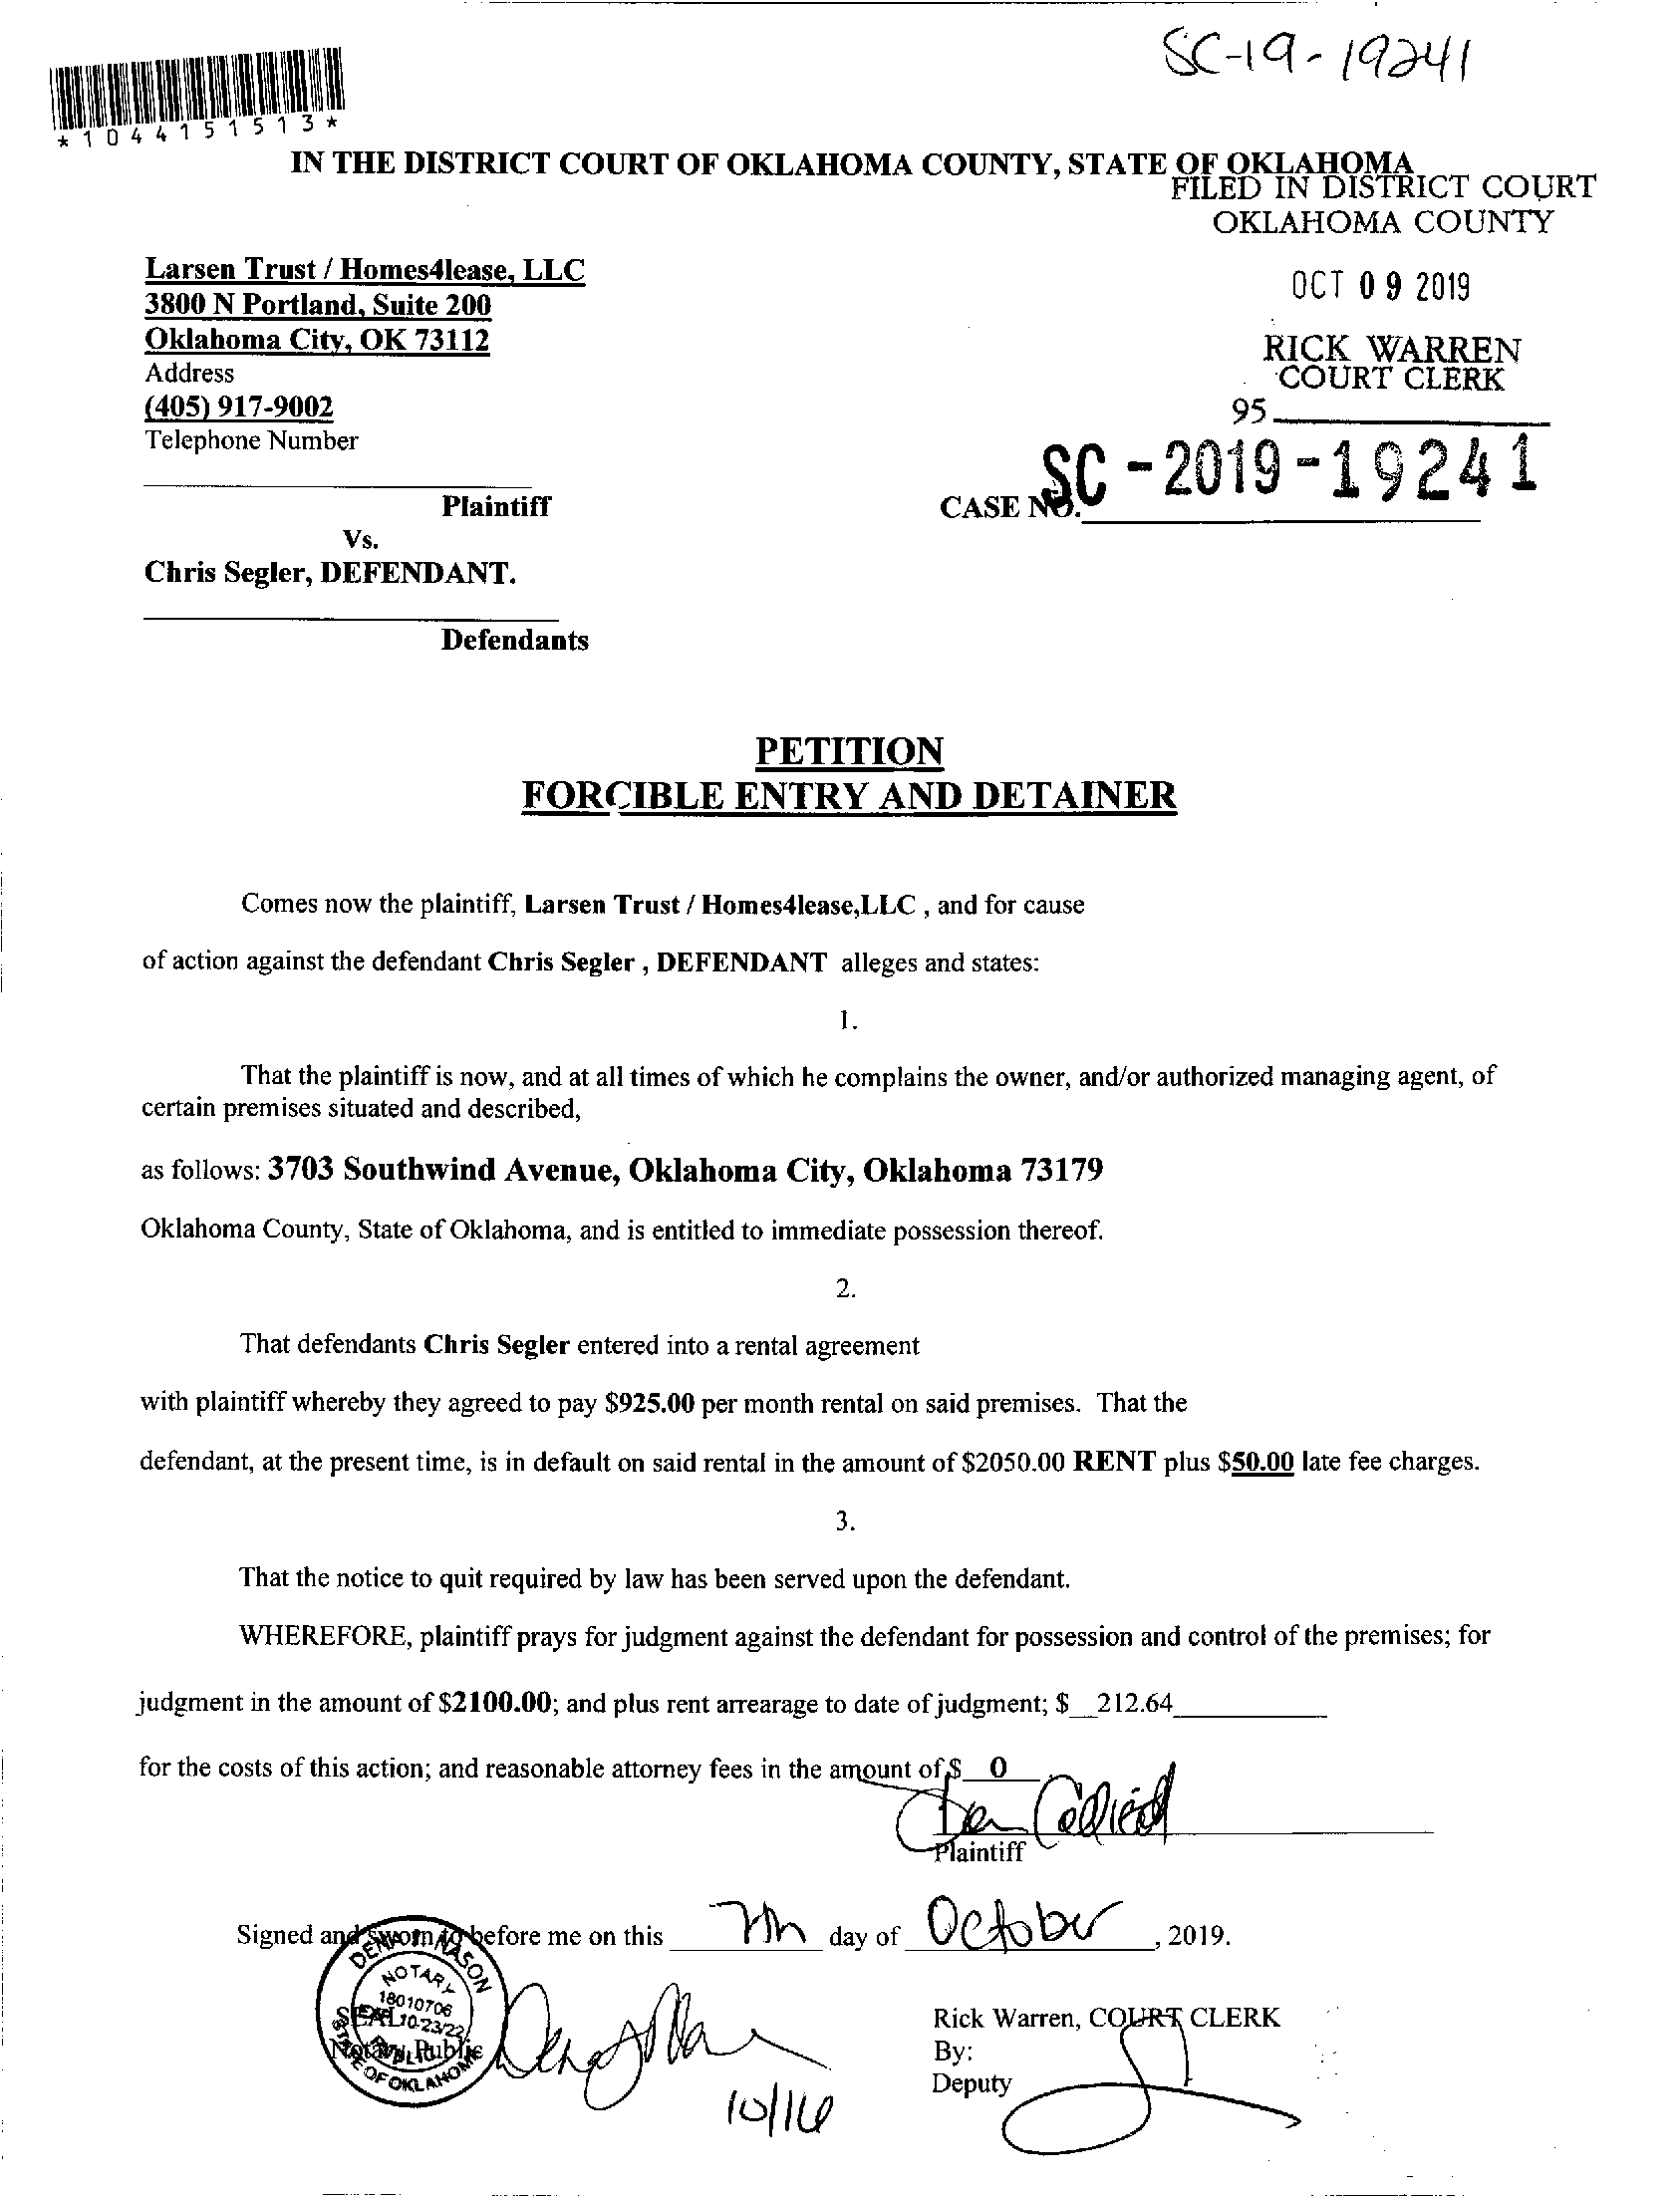 SC-19-19241
*1044151513*
IN THE DISTRICT COURT OF OKLAHOMA COUNTY, STATE OF OKLAHOMA
FILED IN DISTRICT COURT
OKLAHOMA COUNTY
Larsen Trust / Homes4lease, LLC
3800 N Portland, Suite 200
OCT 09 2019
Oklahoma City, OK 73112
RICK WARREN
Address
COURT CLERK
(405) 917-9002
95
Telephone Number
SC-2019-19241
Plaintiff
CASE NO.
Vs.
Chris Segler, DEFENDANT.
Defendants
PETITION
FORCIBLE ENTRY AND DETAINER
Comes now the plaintiff, Larsen Trust / Homes4lease,LLC , and for cause
of action against the defendant Chris Segler , DEFENDANT alleges and states:
1.
That the plaintiff is now, and at all times of which he complains the owner, and/or authorized managing agent, of
certain premises situated and described,
as follows: 3703 Southwind Avenue, Oklahoma City, Oklahoma 73179
Oklahoma County, State of Oklahoma, and is entitled to immediate possession thereof.
2.
That defendants Chris Segler entered into a rental agreement
with plaintiff whereby they agreed to pay $925.00 per month rental on said premises. That the
defendant, at the present time, is in default on said rental in the amount of $2050.00 RENT plus $50.00 late fee charges.
3.
That the notice to quit required by law has been served upon the defendant.
WHEREFORE, plaintiff prays for judgment against the defendant for possession and control of the premises; for
judgment in the amount of $2100.00; and plus rent arrearage to date of judgment; $__212.64
for the costs of this action; and reasonable attorney fees in the amount of $ 0
Plaintiff
Signed and sworn to before me on this 7th day of October, 2019.
DENA M NASON
NOTARY
18010706
SEAL
EXP. 10-23/22
PUBLIC
Notary Public
STATE OF OKLAHOMA
Rick Warren, COURT CLERK
By:
Deputy
10/16